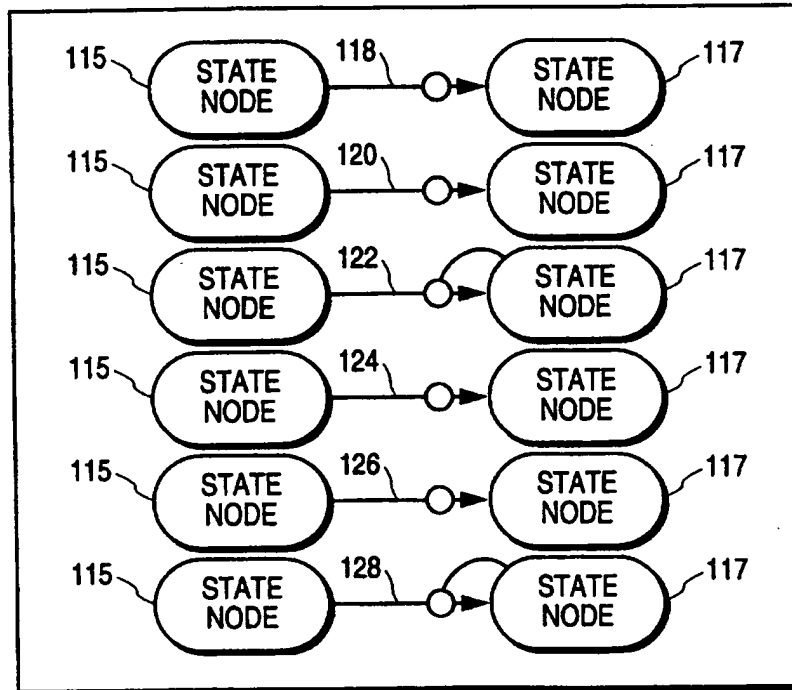 115 STATE NODE 118 STATE NODE 117
115 STATE NODE 120 STATE NODE 117
115 STATE NODE 122 STATE NODE 117
115 STATE NODE 124 STATE NODE 117
115 STATE NODE 126 STATE NODE 117
115 STATE NODE 128 STATE NODE 117